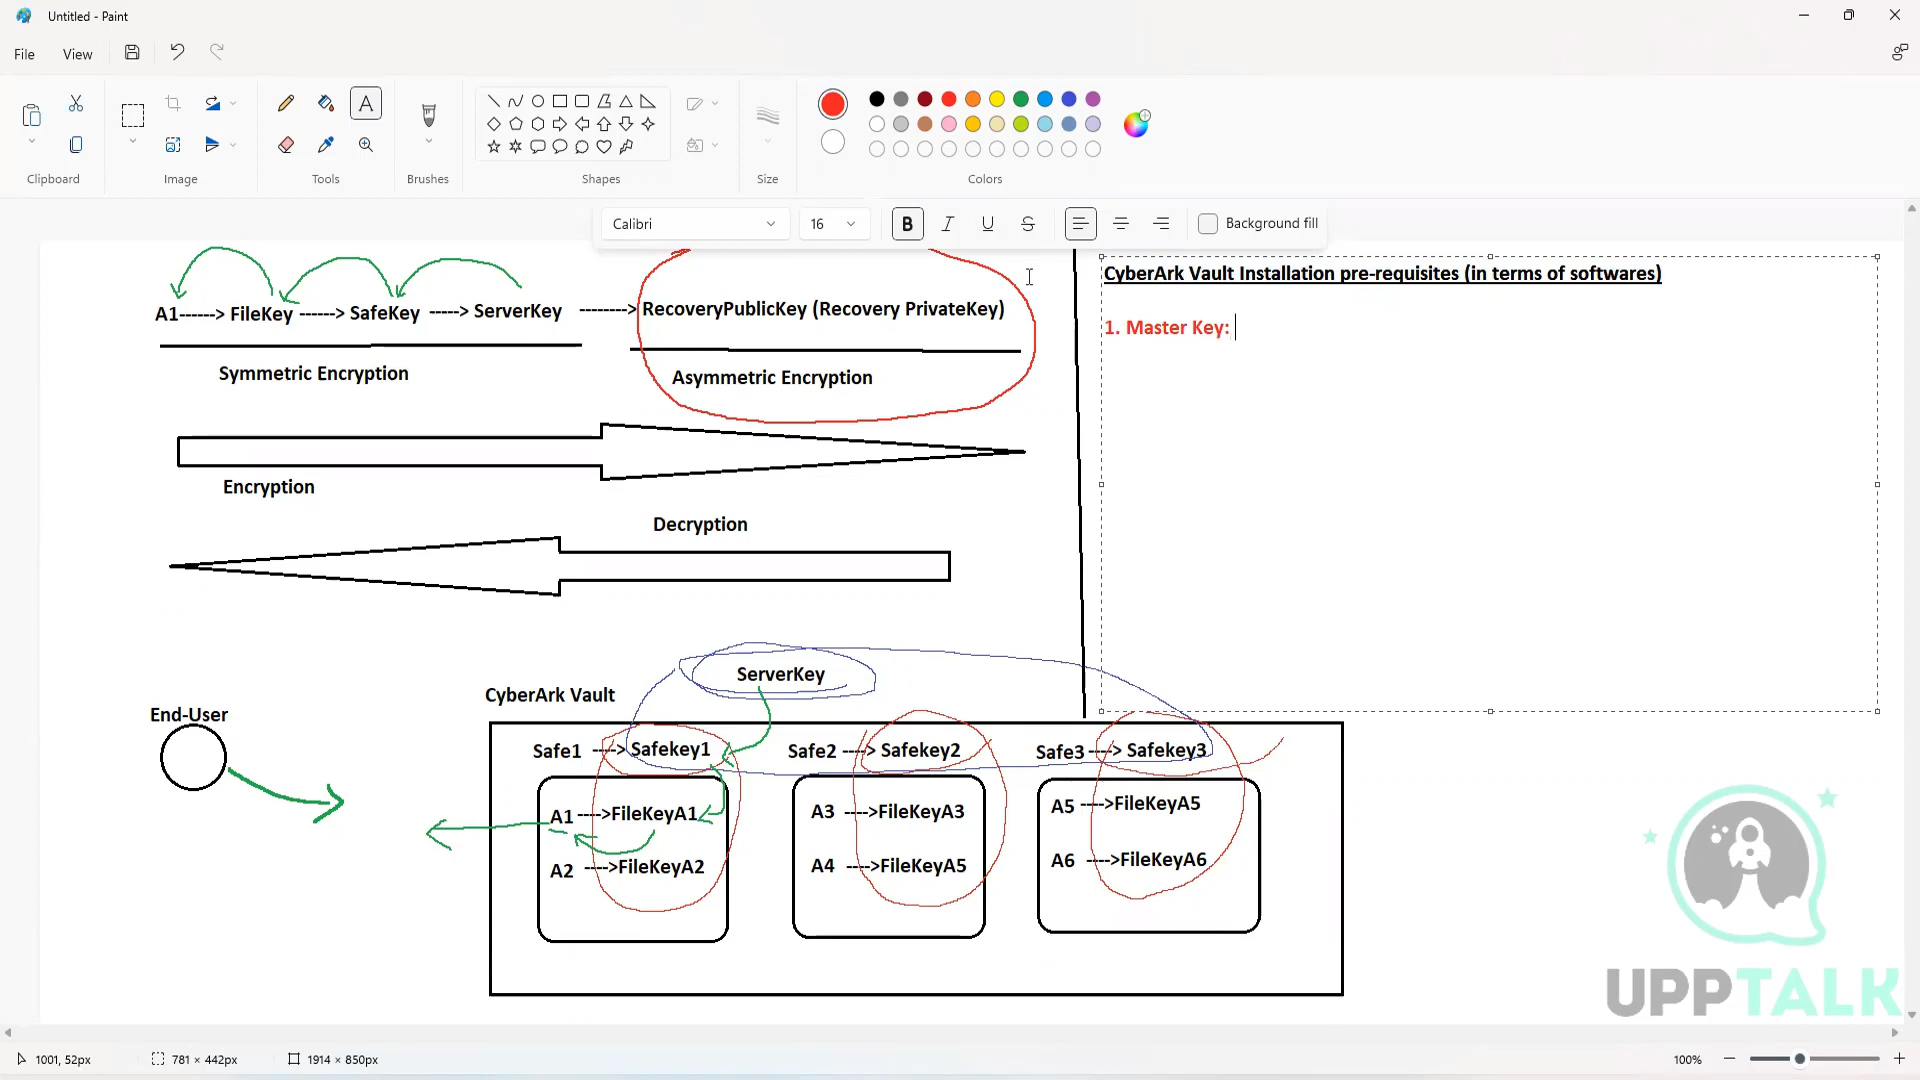 Untitled - Paint
File
View
Clipboard
Image
Tools
Brushes
Shapes
Size
Colors
Calibri
16
B
I
U
S
Background fill
A1------> FileKey ------> SafeKey -----> ServerKey --------> RecoveryPublicKey (Recovery PrivateKey)
Symmetric Encryption
Asymmetric Encryption
Encryption
Decryption
CyberArk Vault Installation pre-requisites (in terms of softwares)
1. Master Key:
ServerKey
CyberArk Vault
End-User
Safe1 ----> Safekey1
Safe2 ----> Safekey2
Safe3 ----> Safekey3
A1 ---->FileKeyA1
A2 ---->FileKeyA2
A3 ---->FileKeyA3
A4 ---->FileKeyA5
A5 ---->FileKeyA5
A6 ---->FileKeyA6
UPPTALK
1001, 52px
781 × 442px
1914 × 850px
100%